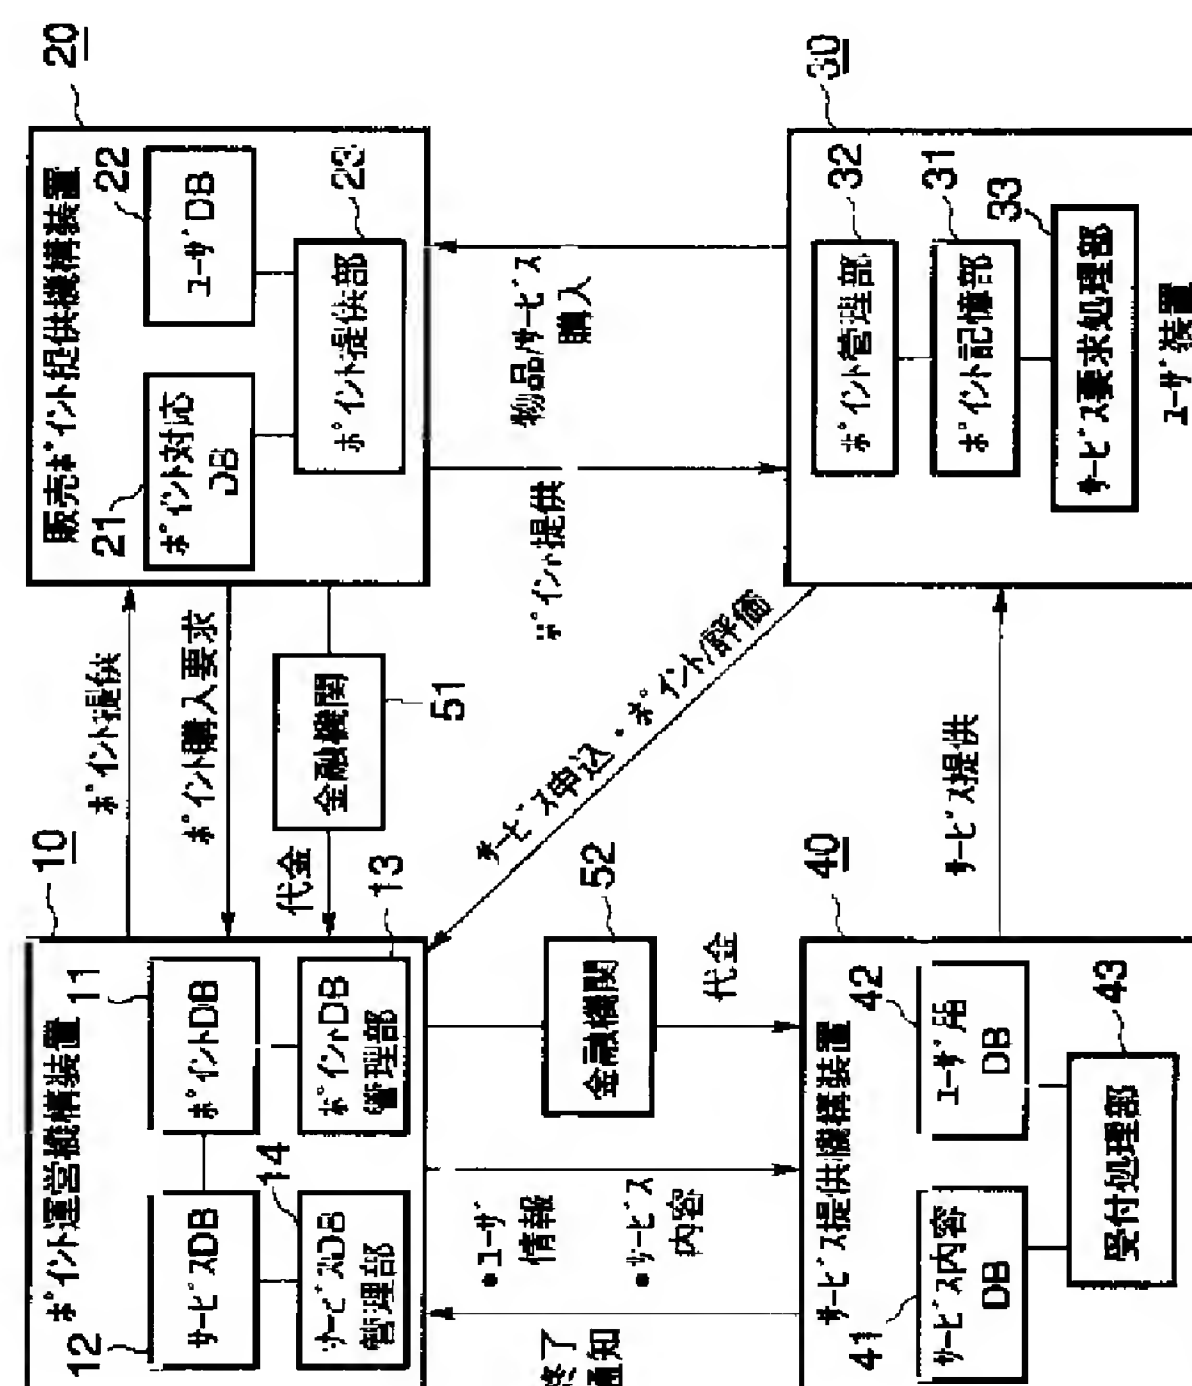 10
ポイント運営機構装置
11
ポイントDB
12
サービスDB
13
ポイントDB
管理部
14
サービスDB
管理部
ポイント提供
ポイント購入要求
代金
金融機関
51
20
販売ポイント提供機構装置
21
ポイント対応
DB
22
ユーザDB
23
ポイント提供部
物品/サービス
購入
ポイント提供
30
32
ポイント管理部
31
ポイント記憶部
33
サービス要求処理部
ユーザ装置
サービス申込・ポイント/評価
52
金融機関
代金
●ユーザ
情報
●サービス
内容
終了
通知
サービス提供
40
サービス提供機構装置
41
サービス内容
DB
42
ユーザ用
DB
43
受付処理部